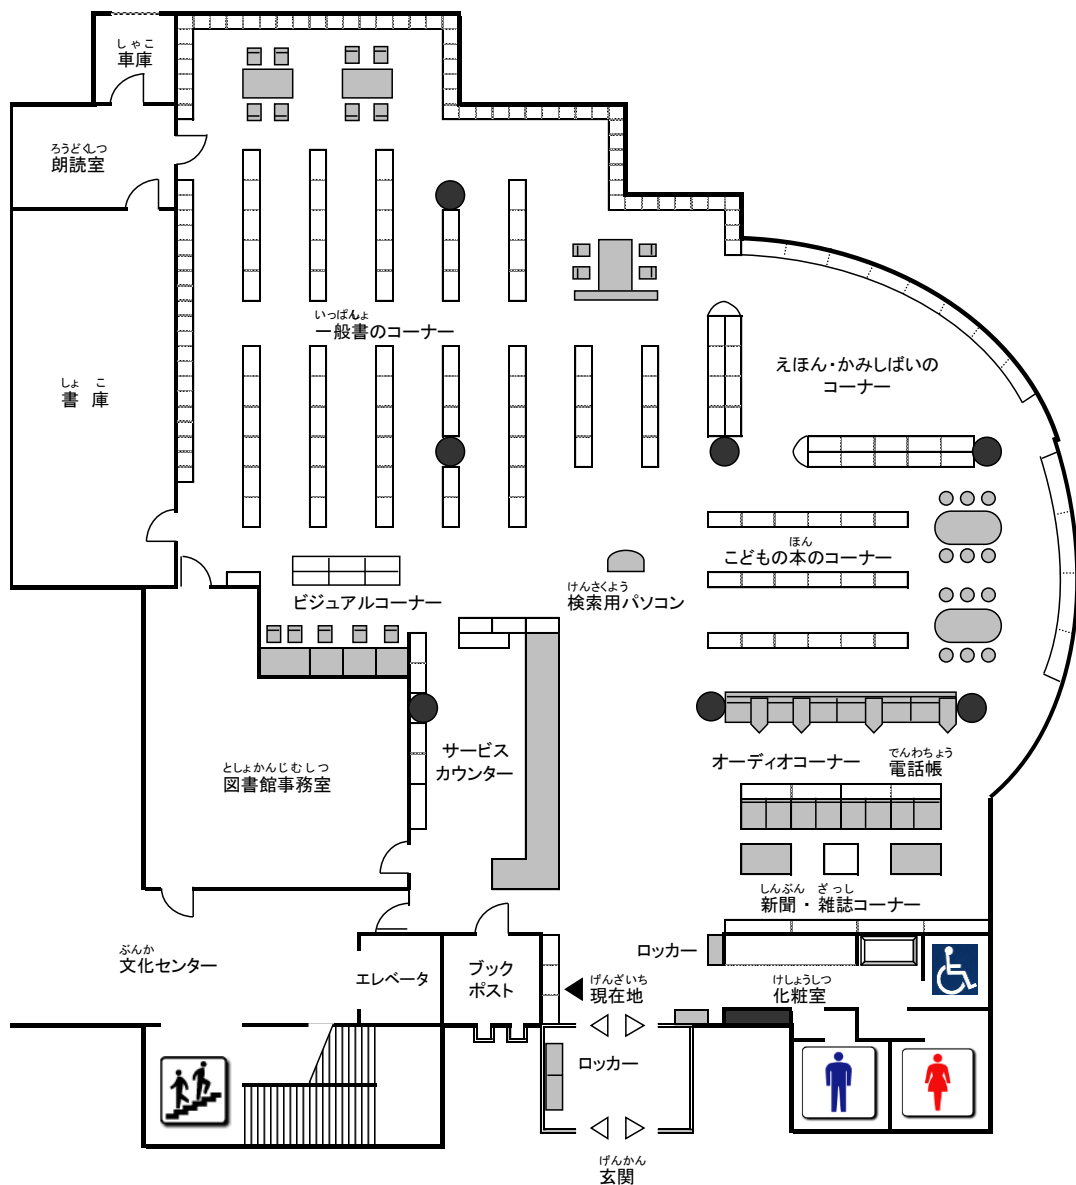 しゃこ
車庫
ろうどくしつ
朗読室
いっぱんしょ
一般書のコーナー
えほん・かみしばいの
コーナー
しょ こ
書 庫
ほん
こどもの本のコーナー
けんさくよう
検索用パソコン
ビジュアルコーナー
サービス
カウンター
としょかんじむしつ
図書館事務室
オーディオコーナー
でんわちょう
電話帳
しんぶん ざっし
新聞・雑誌コーナー
ぶんか
文化センター
エレベータ
ブック
ポスト
ロッカー
げんざいち
現在地
けしょうしつ
化粧室
ロッカー
げんかん
玄関